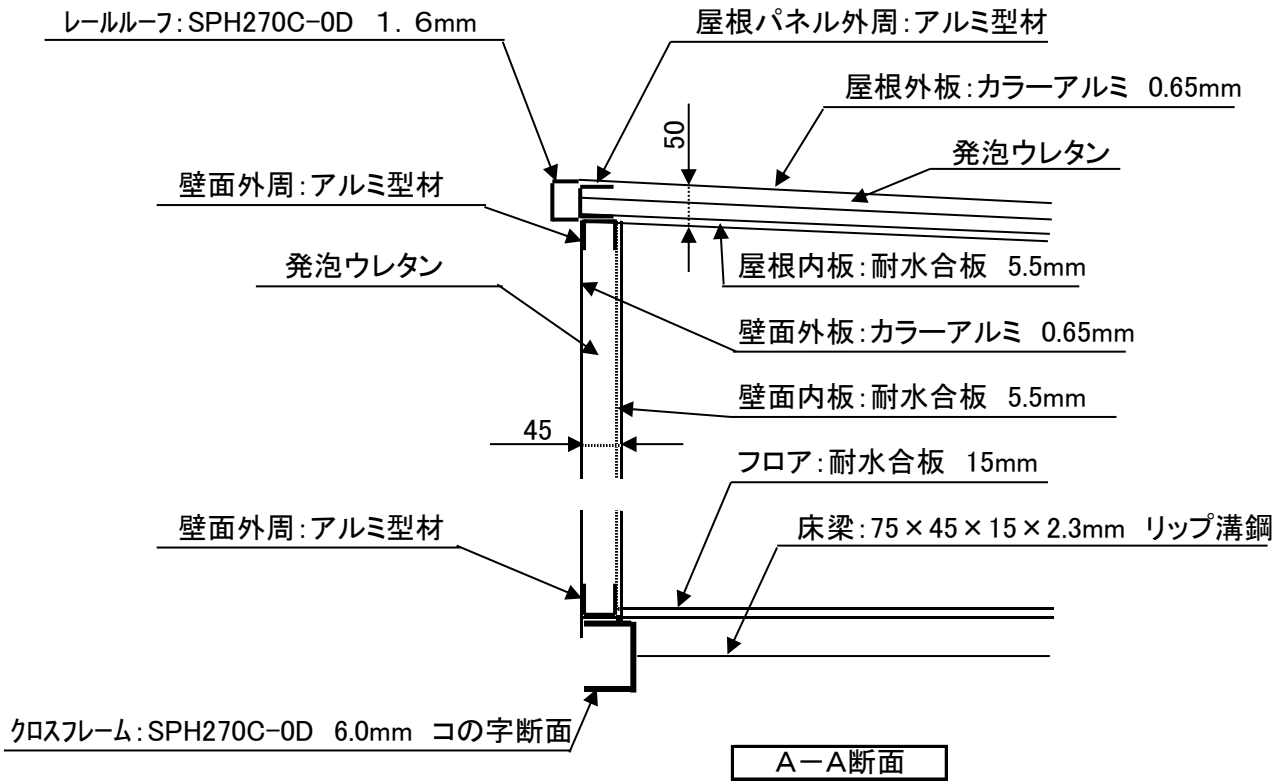 レールルーフ：SPH270C-0D　１．６mm
屋根パネル外周：アルミ型材
屋根外板：カラーアルミ　0.65mm
50
発泡ウレタン
壁面外周：アルミ型材
発泡ウレタン
屋根内板：耐水合板　5.5mm
壁面外板：カラーアルミ　0.65mm
壁面内板：耐水合板　5.5mm
45
フロア：耐水合板　15mm
壁面外周：アルミ型材
床梁：75×45×15×2.3mm　リップ溝鋼
クロスフレーム：SPH270C-0D　6.0mm　コの字断面
Ａ－Ａ断面